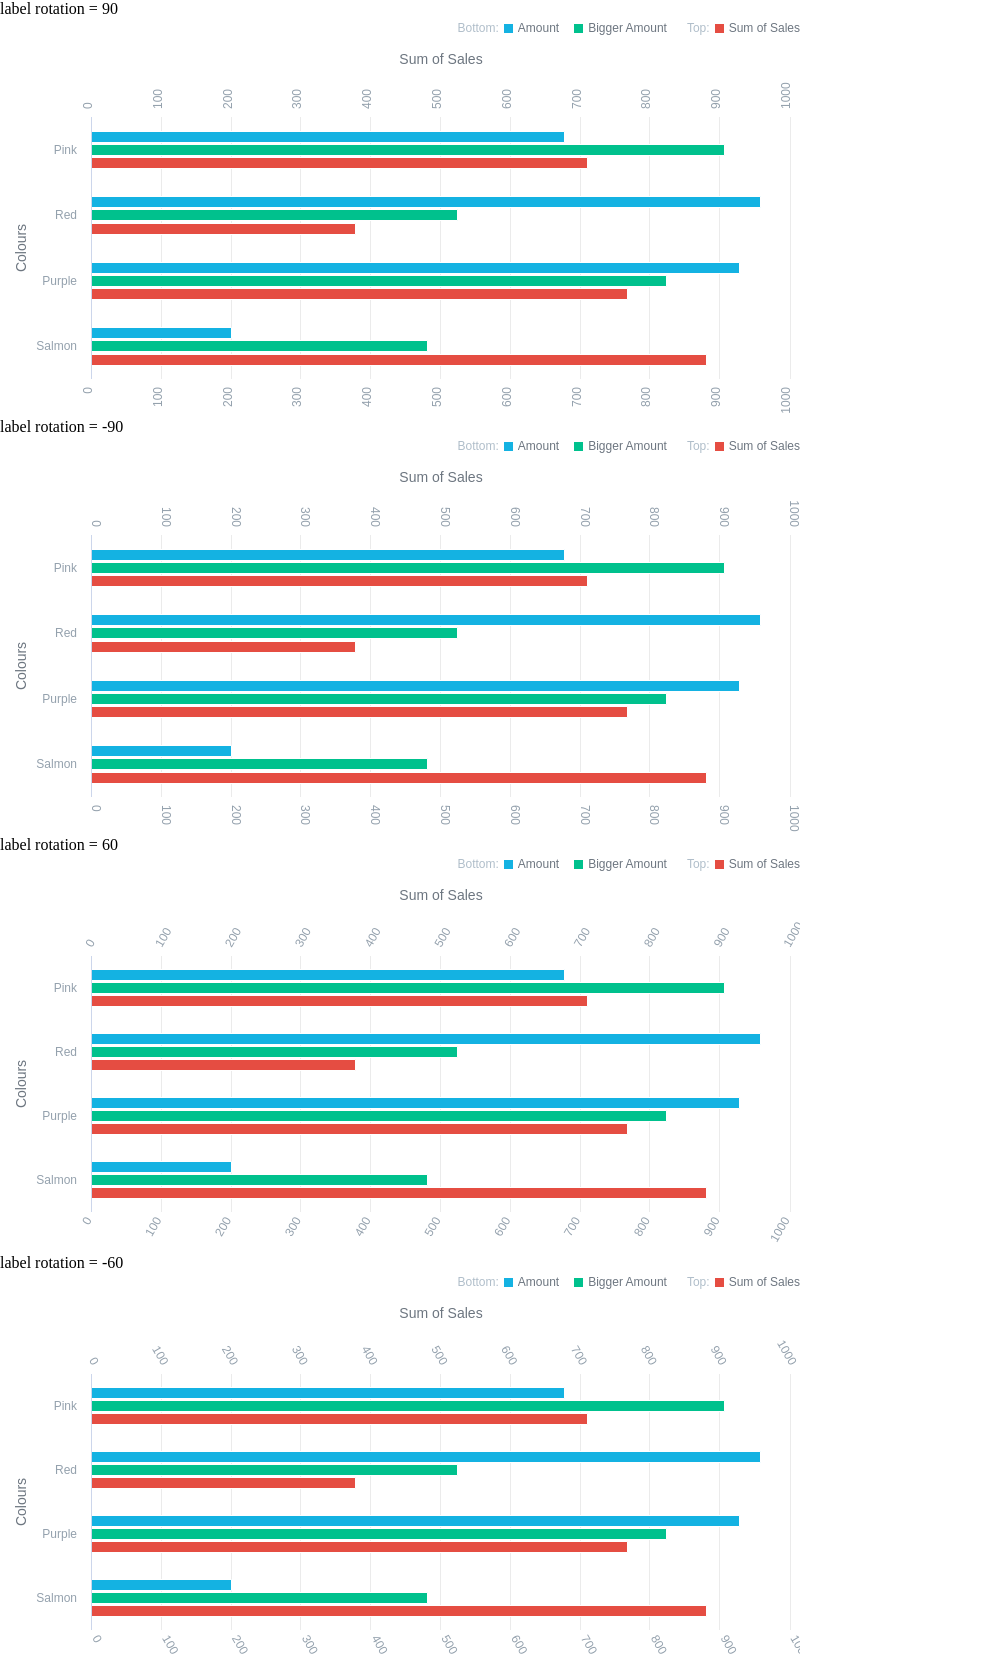 label rotation = 90
Bottom: Amount Bigger Amount Top: Sum of Sales
Sum of Sales
0 100 200 300 400 500 600 700 800 900 1000
Pink
Red
Colours
Purple
Salmon
0 100 200 300 400 500 600 700 800 900 1000
label rotation = -90
Bottom: Amount Bigger Amount Top: Sum of Sales
Sum of Sales
0 100 200 300 400 500 600 700 800 900 1000
Pink
Red
Colours
Purple
Salmon
0 100 200 300 400 500 600 700 800 900 1000
label rotation = 60
Bottom: Amount Bigger Amount Top: Sum of Sales
Sum of Sales
0 100 200 300 400 500 600 700 800 900 1000
Pink
Red
Colours
Purple
Salmon
0 100 200 300 400 500 600 700 800 900 1000
label rotation = -60
Bottom: Amount Bigger Amount Top: Sum of Sales
Sum of Sales
0 100 200 300 400 500 600 700 800 900 1000
Pink
Red
Colours
Purple
Salmon
0 100 200 300 400 500 600 700 800 900